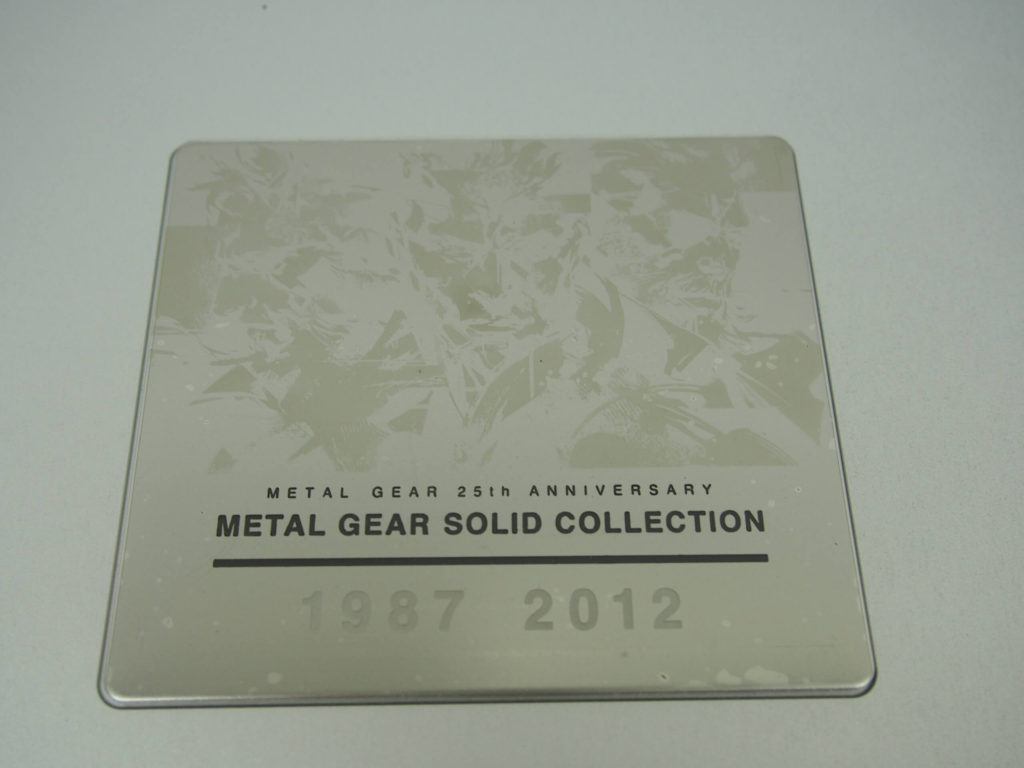 METAL GEAR 25th ANNIVERSARY
METAL GEAR SOLID COLLECTION
1987 2012